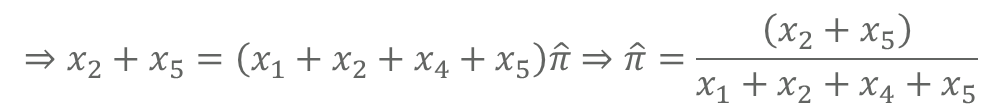 ⇒ x₂ + x₅ = (x₁ + x₂ + x₄ + x₅)π̂ ⇒ π̂ = (x₂ + x₅) / x₁ + x₂ + x₄ + x₅